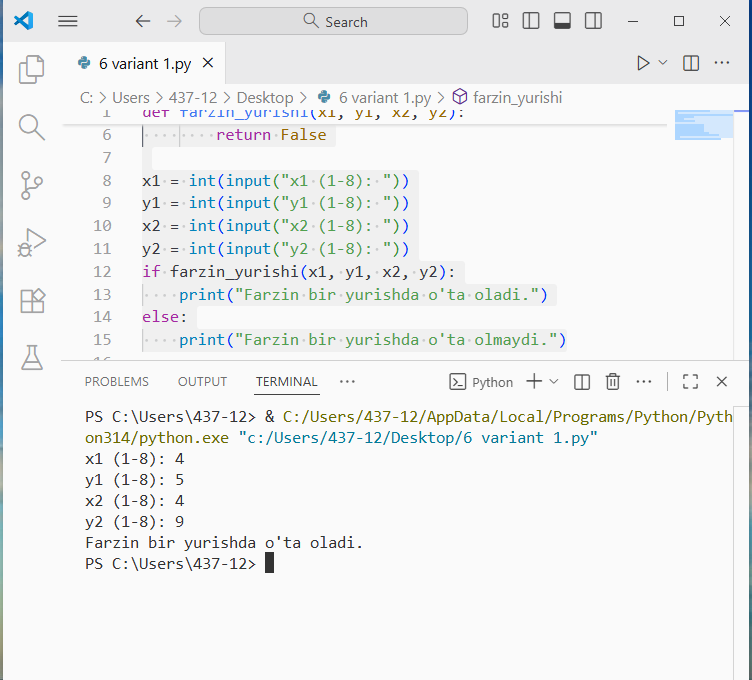 Search
6 variant 1.py
C: > Users > 437-12 > Desktop > 6 variant 1.py > farzin_yurishi
1 def farzin_yurishi(x1, y1, x2, y2):
6 return False
7
8 x1 = int(input("x1 (1-8): "))
9 y1 = int(input("y1 (1-8): "))
10 x2 = int(input("x2 (1-8): "))
11 y2 = int(input("y2 (1-8): "))
12 if farzin_yurishi(x1, y1, x2, y2):
13 print("Farzin bir yurishda o'ta oladi.")
14 else:
15 print("Farzin bir yurishda o'ta olmaydi.")
16
PROBLEMS OUTPUT TERMINAL ... Python
PS C:\Users\437-12> & C:/Users/437-12/AppData/Local/Programs/Python/Pyth
on314/python.exe "c:/Users/437-12/Desktop/6 variant 1.py"
x1 (1-8): 4
y1 (1-8): 5
x2 (1-8): 4
y2 (1-8): 9
Farzin bir yurishda o'ta oladi.
PS C:\Users\437-12>